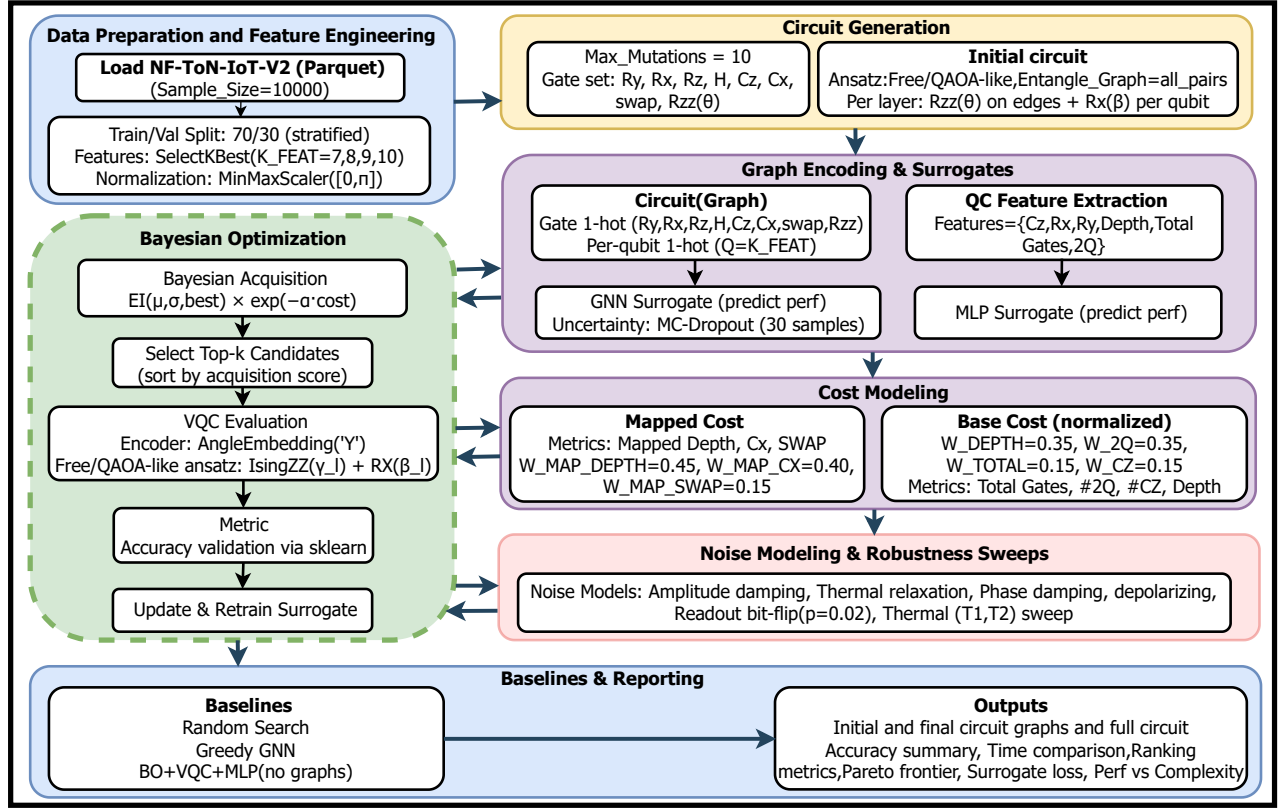 Data Preparation and Feature Engineering
Load NF-ToN-IoT-V2 (Parquet)
(Sample_Size=10000)
Train/Val Split: 70/30 (stratified)
Features: SelectKBest(K_FEAT=7,8,9,10)
Normalization: MinMaxScaler([0,π])
Circuit Generation
Max_Mutations = 10
Gate set: Ry, Rx, Rz, H, Cz, Cx,
swap, Rzz(θ)
Initial circuit
Ansatz:Free/QAOA-like,Entangle_Graph=all_pairs
Per layer: Rzz(θ) on edges + Rx(β) per qubit
Graph Encoding & Surrogates
Circuit(Graph)
Gate 1-hot (Ry,Rx,Rz,H,Cz,Cx,swap,Rzz)
Per-qubit 1-hot (Q=K_FEAT)
GNN Surrogate (predict perf)
Uncertainty: MC-Dropout (30 samples)
QC Feature Extraction
Features={Cz,Rx,Ry,Depth,Total
Gates,2Q}
MLP Surrogate (predict perf)
Bayesian Optimization
Bayesian Acquisition
EI(μ,σ,best) × exp(−α·cost)
Select Top-k Candidates
(sort by acquisition score)
VQC Evaluation
Encoder: AngleEmbedding('Y')
Free/QAOA-like ansatz: IsingZZ(γ_l) + RX(β_l)
Metric
Accuracy validation via sklearn
Update & Retrain Surrogate
Cost Modeling
Mapped Cost
Metrics: Mapped Depth, Cx, SWAP
W_MAP_DEPTH=0.45, W_MAP_CX=0.40,
W_MAP_SWAP=0.15
Base Cost (normalized)
W_DEPTH=0.35, W_2Q=0.35,
W_TOTAL=0.15, W_CZ=0.15
Metrics: Total Gates, #2Q, #CZ, Depth
Noise Modeling & Robustness Sweeps
Noise Models: Amplitude damping, Thermal relaxation, Phase damping, depolarizing,
Readout bit-flip(p=0.02), Thermal (T1,T2) sweep
Baselines & Reporting
Baselines
Random Search
Greedy GNN
BO+VQC+MLP(no graphs)
Outputs
Initial and final circuit graphs and full circuit
Accuracy summary, Time comparison,Ranking
metrics,Pareto frontier, Surrogate loss, Perf vs Complexity